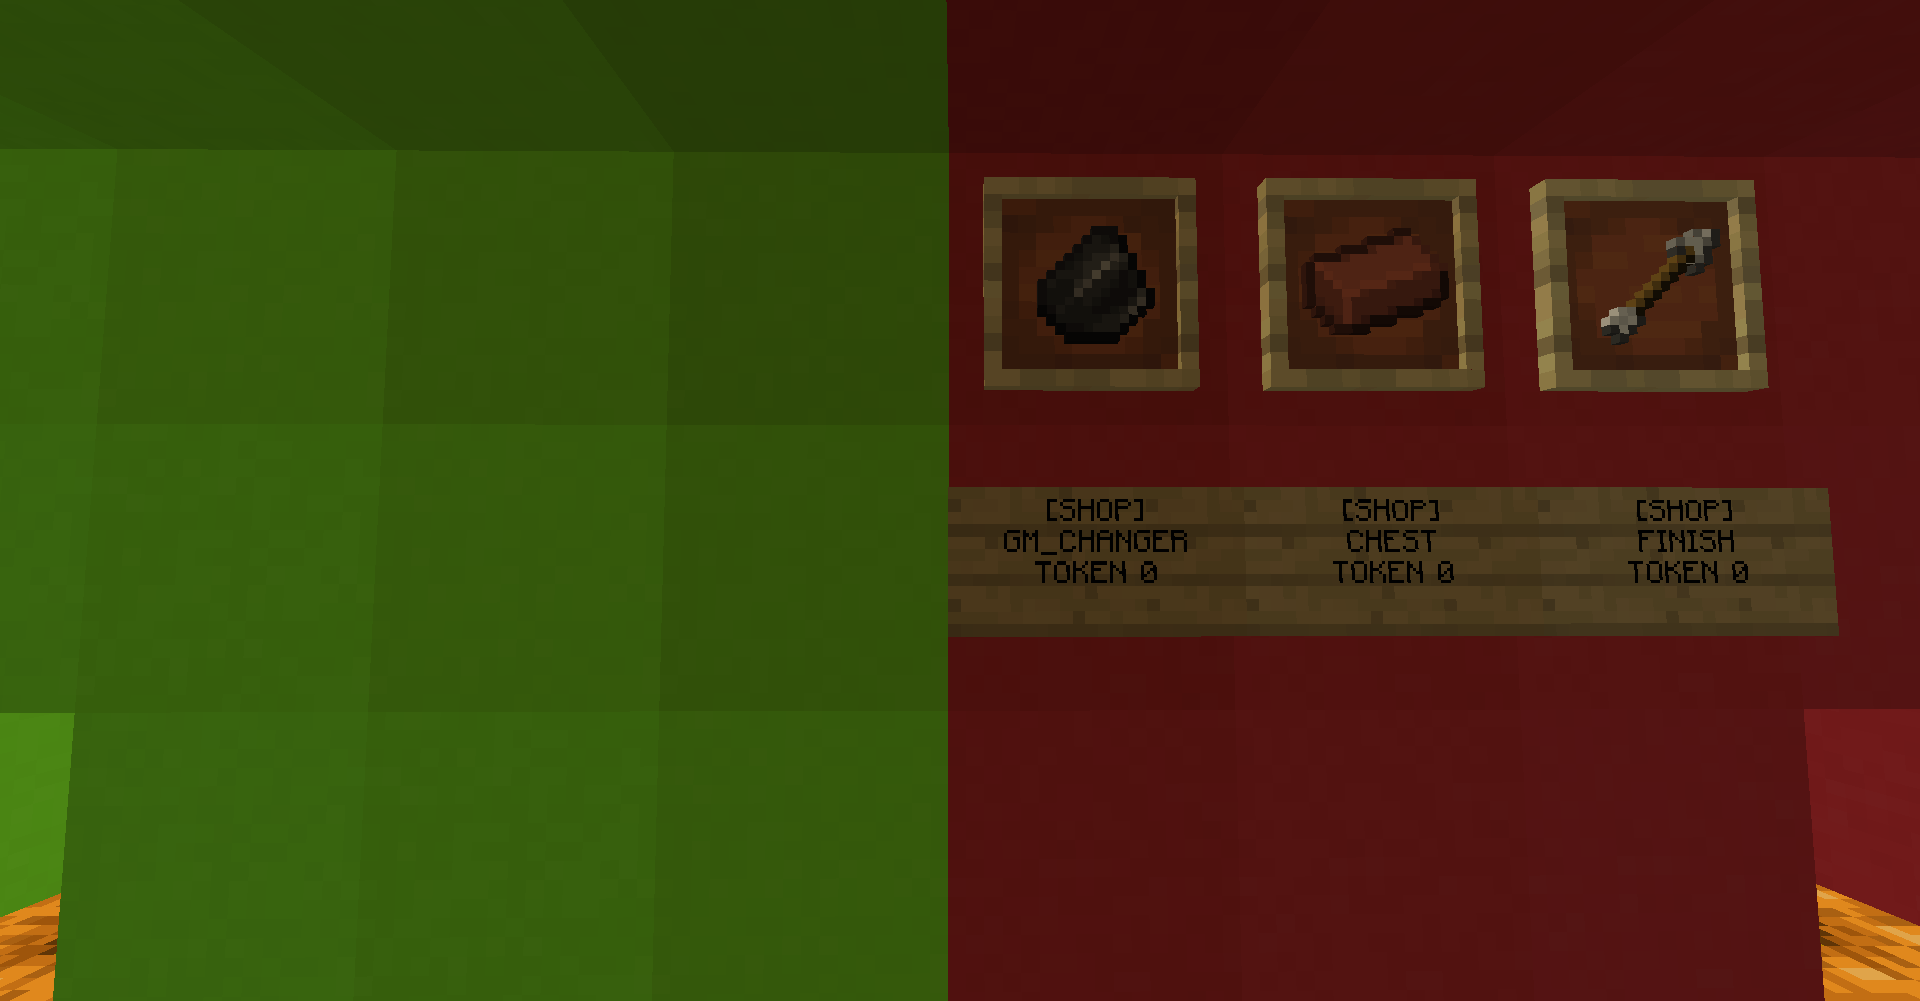 [SHOP]
GM_CHANGER
TOKEN 0
[SHOP]
CHEST
TOKEN 0
[SHOP]
FINISH
TOKEN 0